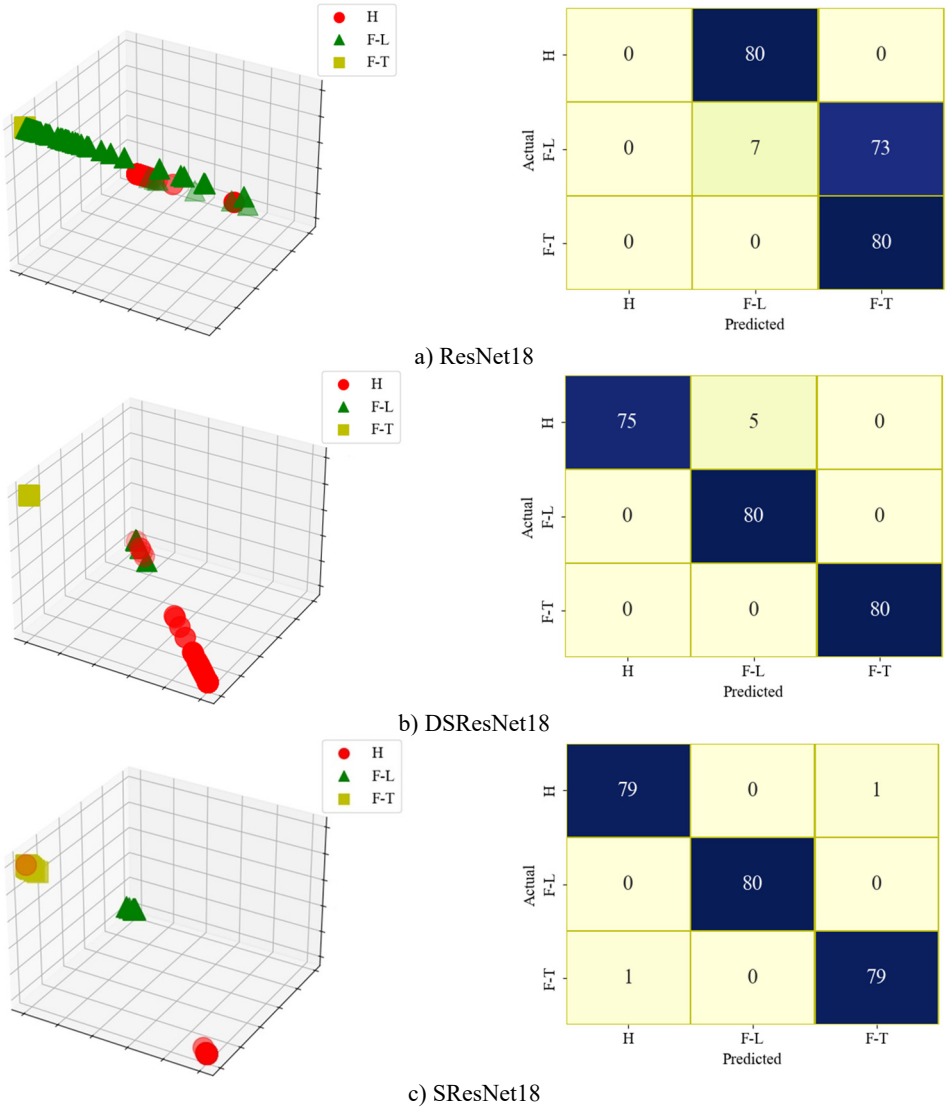 H
F-L
F-T
H
0
80
0
Actual
F-L
0
7
73
F-T
0
0
80
H
F-L
F-T
Predicted
a) ResNet18
H
F-L
F-T
H
75
5
0
Actual
F-L
0
80
0
F-T
0
0
80
H
F-L
F-T
Predicted
b) DSResNet18
H
F-L
F-T
H
79
0
1
Actual
F-L
0
80
0
F-T
1
0
79
H
F-L
F-T
Predicted
c) SResNet18